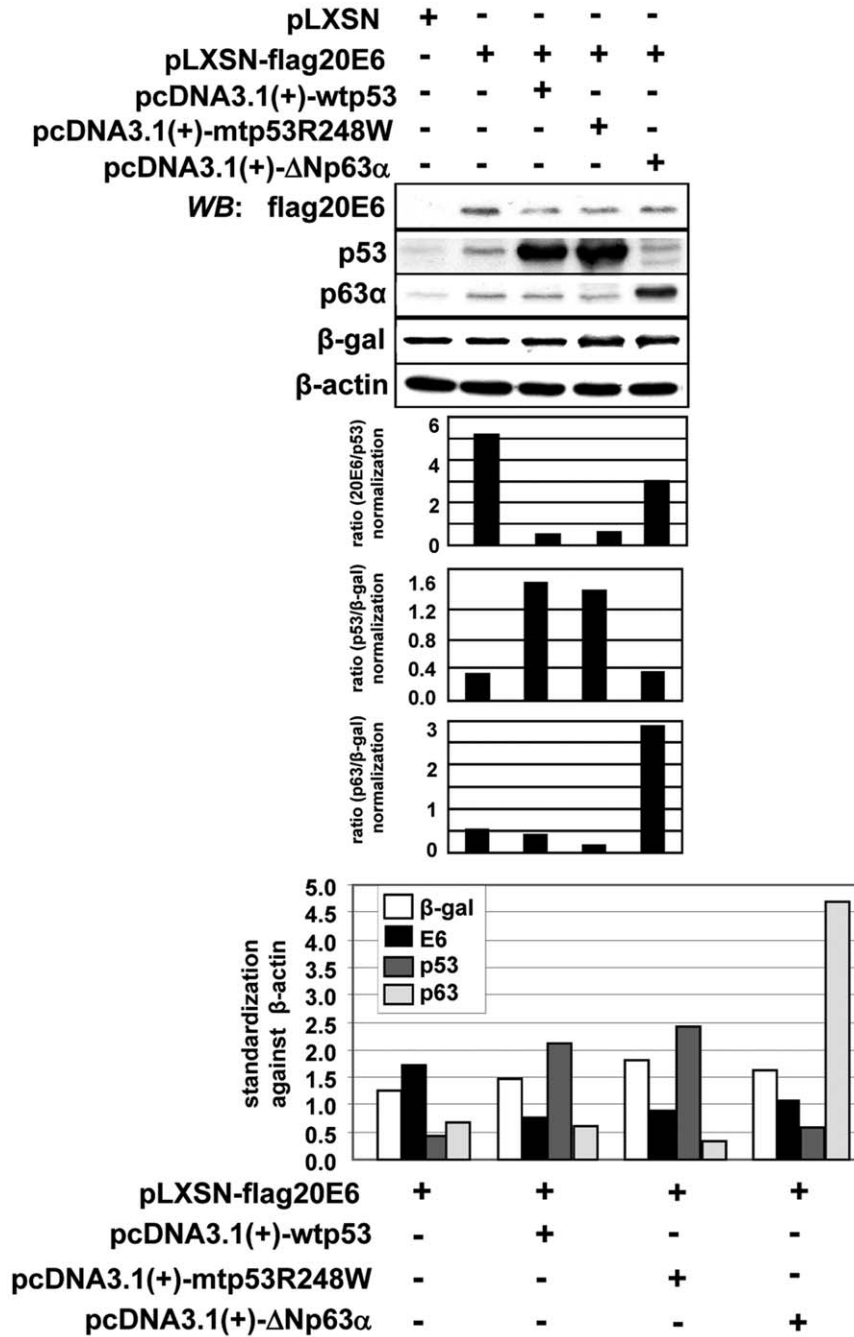 pLXSN + - - - -
pLXSN-flag20E6 - + + + +
pcDNA3.1(+)-wtp53 - - + - -
pcDNA3.1(+)-mtp53R248W - - - + -
pcDNA3.1(+)-ΔNp63α - - - - +
WB: flag20E6
p53
p63α
β-gal
β-actin
ratio (20E6/p53)
normalization
6
4
2
0
ratio (p53/β-gal)
normalization
1.6
1.2
0.8
0.4
0.0
ratio (p63/β-gal)
normalization
3
2
1
0
standardization
against β-actin
5.0
4.5
4.0
3.5
3.0
2.5
2.0
1.5
1.0
0.5
0.0
β-gal
E6
p53
p63
pLXSN-flag20E6 + + + +
pcDNA3.1(+)-wtp53 - + - -
pcDNA3.1(+)-mtp53R248W - - + -
pcDNA3.1(+)-ΔNp63α - - - +